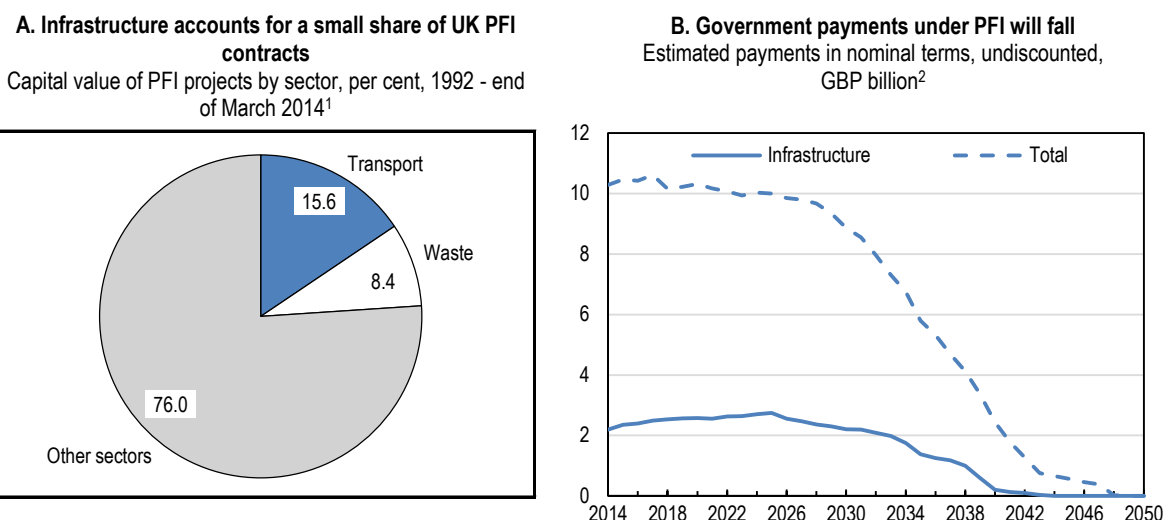 A. Infrastructure accounts for a small share of UK PFI
contracts
Capital value of PFI projects by sector, per cent, 1992 - end
of March 2014¹
Transport
15.6
Waste
8.4
76.0
Other sectors
B. Government payments under PFI will fall
Estimated payments in nominal terms, undiscounted,
GBP billion²
12
Infrastructure
Total
10
8
6
4
2
0
2014 2018 2022 2026 2030 2034 2038 2042 2046 2050